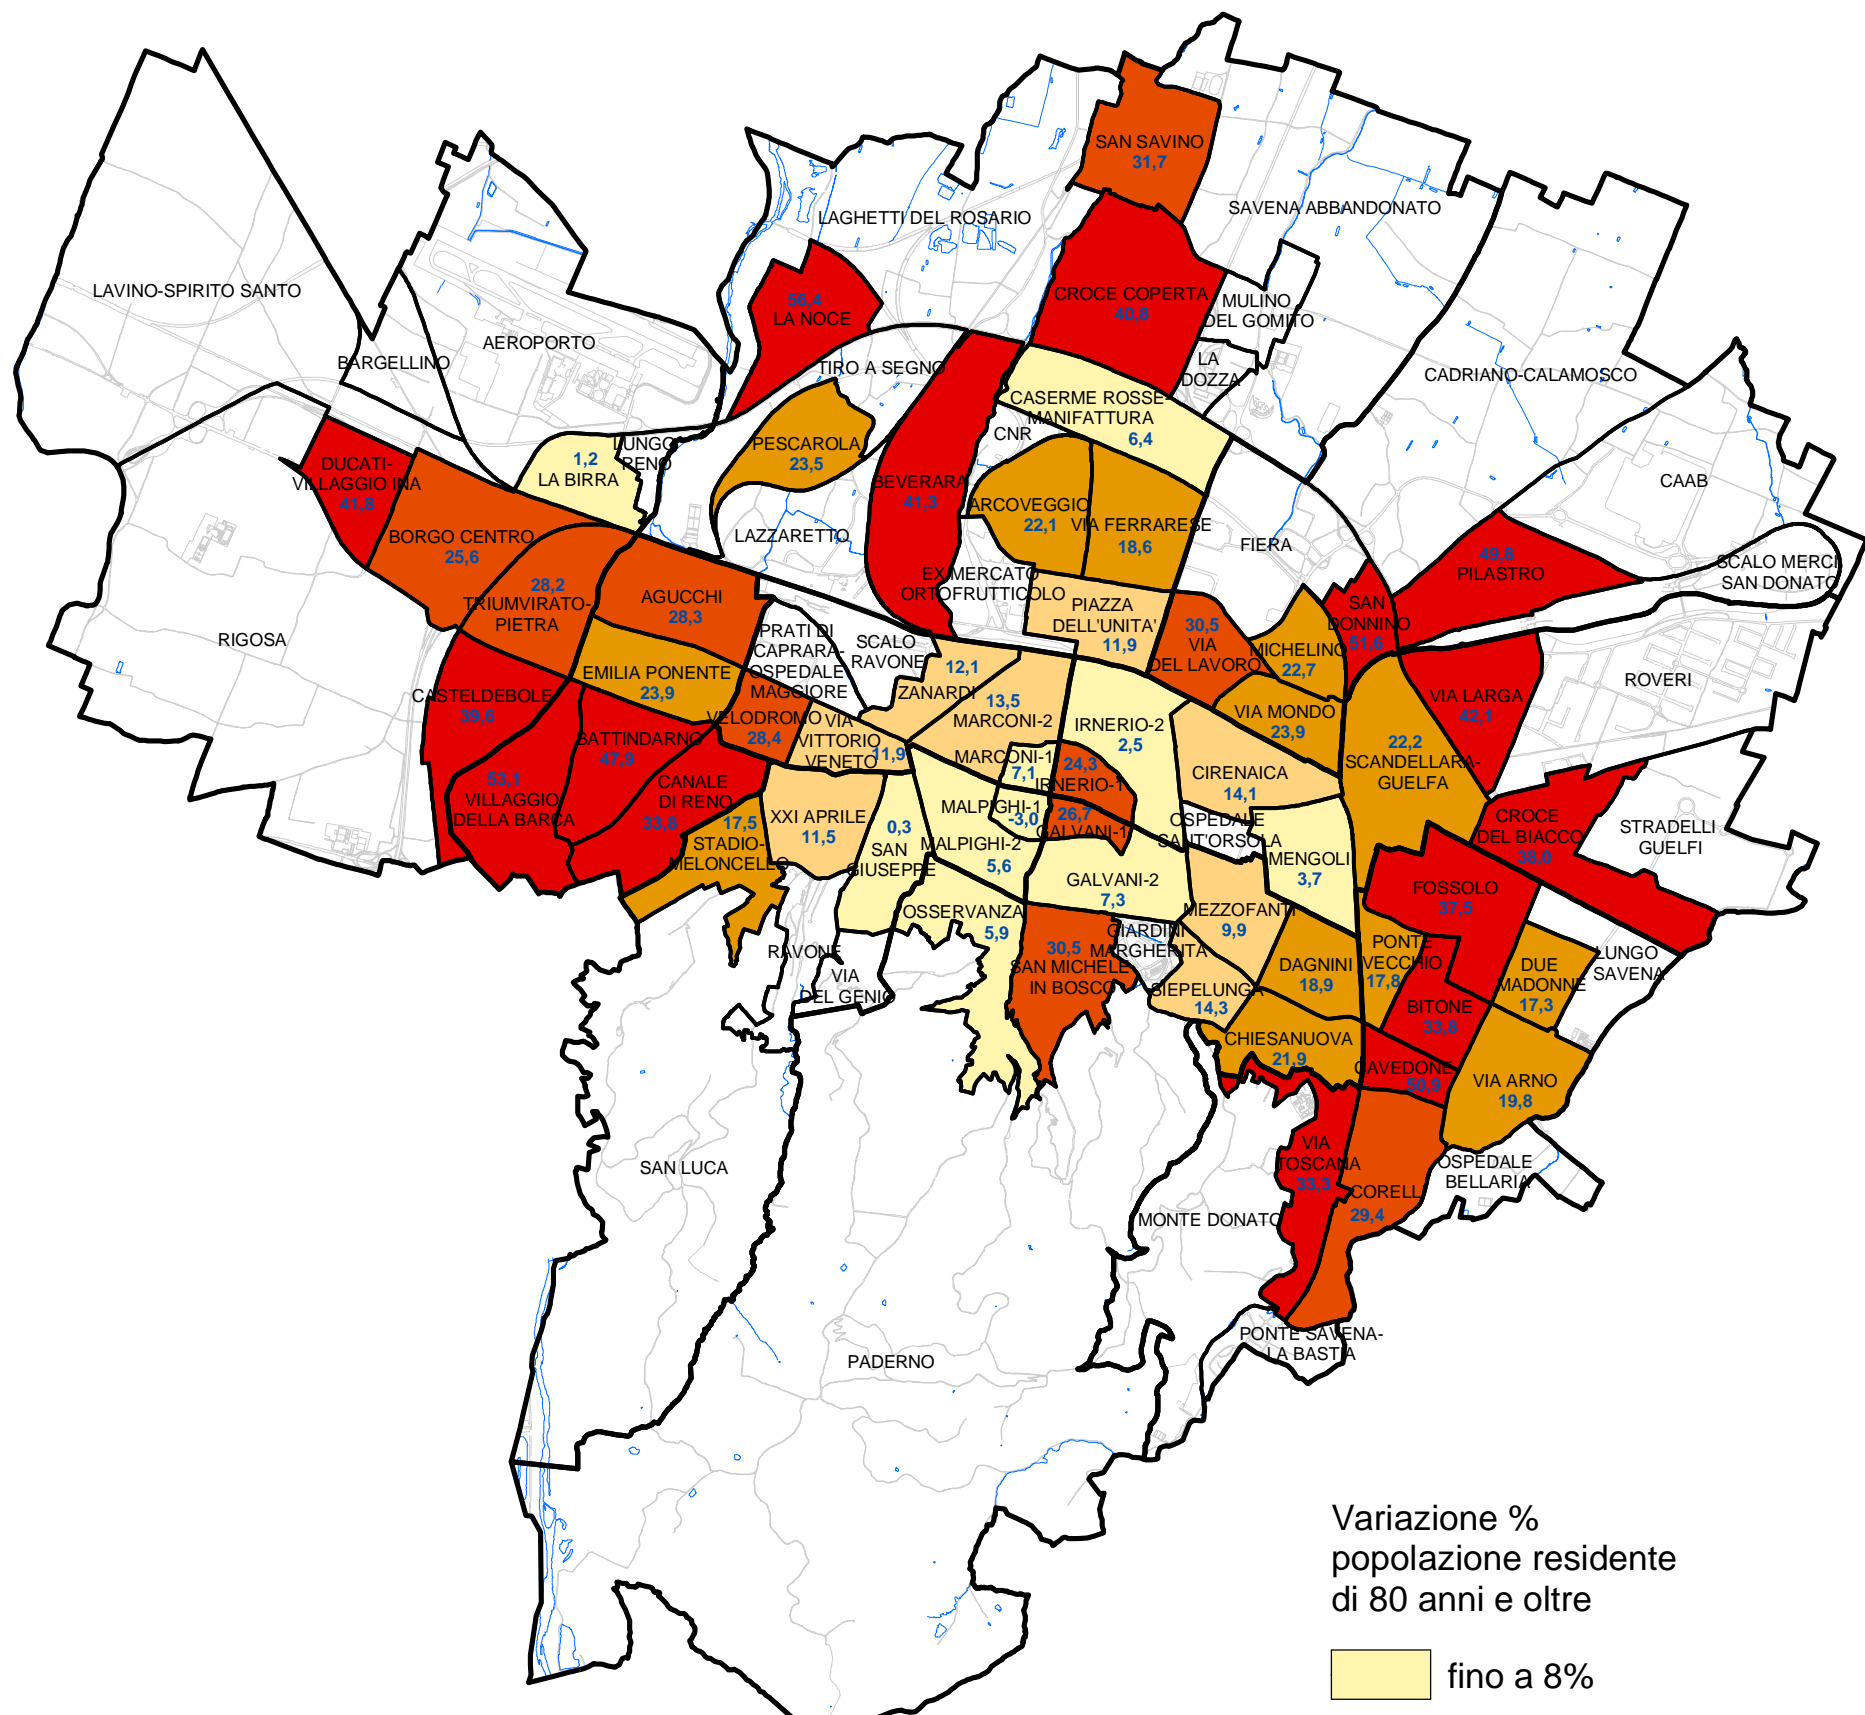 SAN SAVINO
31,7
SAVENA ABBANDONATO
LAGHETTI DEL ROSARIO
LAVINO-SPIRITO SANTO
BARGELLINO
AEROPORTO
56,4
LA NOCE
CROCE COPERTA
40,8
MULINO
DEL GOMITO
LA
DOZZA
CADRIANO-CALAMOSCO
TIRO A SEGNO
CASERME ROSSE-
MANIFATTURA
6,4
CNR
PESCAROLA
23,5
LUNGO
RENO
1,2
LA BIRRA
DUCATI-
VILLAGGIO INA
41,8
BEVERARA
41,3
ARCOVEGGIO
22,1
VIA FERRARESE
18,6
CAAB
BORGO CENTRO
25,6
LAZZARETTO
FIERA
49,8
PILASTRO
SCALO MERCI
SAN DONATO
EX MERCATO
ORTOFRUTTICOLO
28,2
TRIUMVIRATO-
PIETRA
AGUCCHI
28,3
PIAZZA
DELL'UNITA'
11,9
30,5
VIA
DEL LAVORO
SAN
DONNINO
51,6
MICHELINO
22,7
RIGOSA
PRATI DI
CAPRARA-
OSPEDALE
MAGGIORE
SCALO
RAVONE
12,1
ZANARDI
EMILIA PONENTE
23,9
CASTELDEBOLE
39,6
13,5
MARCONI-2
IRNERIO-2
2,5
VIA MONDO
23,9
VIA LARGA
42,1
ROVERI
VELODROMO
28,4
VIA
VITTORIO
VENETO
11,9
BATTINDARNO
47,9
22,2
SCANDELLARA-
GUELFA
MARCONI-1
7,1
24,3
IRNERIO-1
CIRENAICA
14,1
53,1
VILLAGGIO
DELLA BARCA
CANALE
DI RENO
33,8
XXI APRILE
11,5
MALPIGHI-1
-3,0
26,7
GALVANI-1
OSPEDALE
SANT'ORSOLA
CROCE
DEL BIACCO
38,0
STRADELLI
GUELFI
17,5
STADIO-
MELONCELLO
0,3
SAN
GIUSEPPE
MALPIGHI-2
5,6
MENGOLI
3,7
GALVANI-2
7,3
FOSSOLO
37,5
OSSERVANZA
5,9
MEZZOFANTI
9,9
RAVONE
VIA
DEL GENIO
30,5
SAN MICHELE
IN BOSCO
GIARDINI
MARGHERITA
DAGNINI
18,9
PONTE
VECCHIO
17,8
DUE
MADONNE
17,3
LUNGO
SAVENA
SIEPELUNGA
14,3
BITONE
33,8
CHIESANUOVA
21,9
CAVEDONE
50,9
VIA ARNO
19,8
SAN LUCA
VIA
TOSCANA
33,3
OSPEDALE
BELLARIA
CORELLI
29,4
MONTE DONATO
PONTE SAVENA-
LA BASTIA
PADERNO
Variazione %
popolazione residente
di 80 anni e oltre
fino a 8%